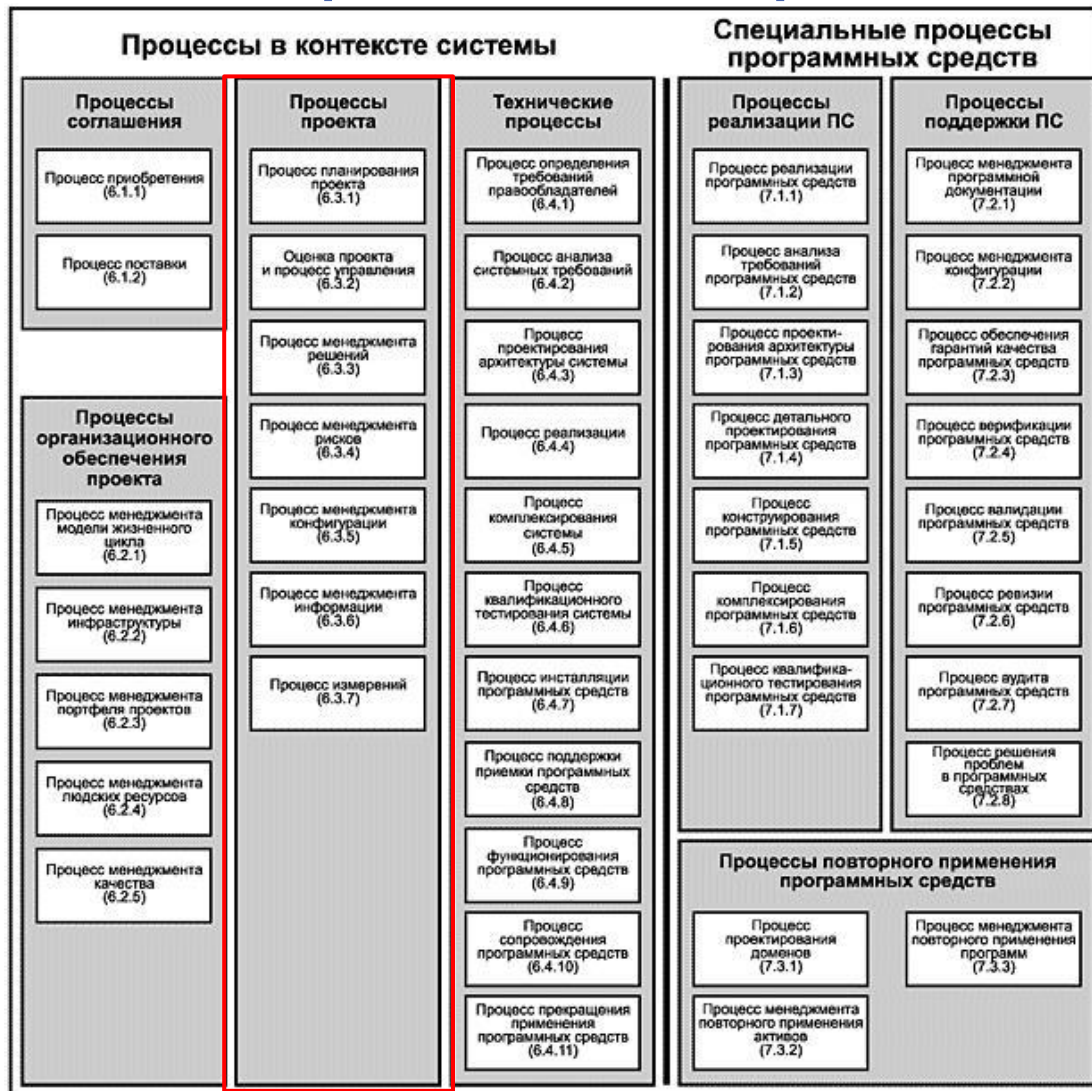 Процессы в контексте системы
Специальные процессы
программных средств
Процессы
соглашения
Процесс приобретения
(6.1.1)
Процесс поставки
(6.1.2)
Процессы
организационного
обеспечения
проекта
Процесс менеджмента
модели жизненного
цикла
(6.2.1)
Процесс менеджмента
инфраструктуры
(6.2.2)
Процесс менеджмента
портфеля проектов
(6.2.3)
Процесс менеджмента
людских ресурсов
(6.2.4)
Процесс менеджмента
качества
(6.2.5)
Процессы
проекта
Процесс планирования
проекта
(6.3.1)
Оценка проекта
и процесс управления
(6.3.2)
Процесс менеджмента
решений
(6.3.3)
Процесс менеджмента
рисков
(6.3.4)
Процесс менеджмента
конфигурации
(6.3.5)
Процесс менеджмента
информации
(6.3.6)
Процесс измерений
(6.3.7)
Технические
процессы
Процесс определения
требований
правообладателей
(6.4.1)
Процесс анализа
системных требований
(6.4.2)
Процесс
проектирования
архитектуры системы
(6.4.3)
Процесс реализации
(6.4.4)
Процесс
комплексирования
системы
(6.4.5)
Процесс
квалификационного
тестирования системы
(6.4.6)
Процесс инсталляции
программных средств
(6.4.7)
Процесс поддержки
приемки программных
средств
(6.4.8)
Процесс
функционирования
программных средств
(6.4.9)
Процесс
сопровождения
программных средств
(6.4.10)
Процесс прекращения
применения
программных средств
(6.4.11)
Процессы
реализации ПС
Процесс реализации
программных средств
(7.1.1)
Процесс анализа
требований
программных средств
(7.1.2)
Процесс проекти-
рования архитектуры
программных средств
(7.1.3)
Процесс детального
проектирования
программных средств
(7.1.4)
Процесс
конструирования
программных средств
(7.1.5)
Процесс
комплексирования
программных средств
(7.1.6)
Процесс квалифика-
ционного тестирования
программных средств
(7.1.7)
Процессы
поддержки ПС
Процесс менеджмента
программной
документации
(7.2.1)
Процесс менеджмента
конфигурации
(7.2.2)
Процесс обеспечения
гарантий качества
программных средств
(7.2.3)
Процесс верификации
программных средств
(7.2.4)
Процесс валидации
программных средств
(7.2.5)
Процесс ревизии
программных средств
(7.2.6)
Процесс аудита
программных средств
(7.2.7)
Процесс решения
проблем
в программных
средствах
(7.2.8)
Процессы повторного применения
программных средств
Процесс
проектирования
доменов
(7.3.1)
Процесс менеджмента
повторного применения
активов
(7.3.2)
Процесс менеджмента
повторного применения
программ
(7.3.3)